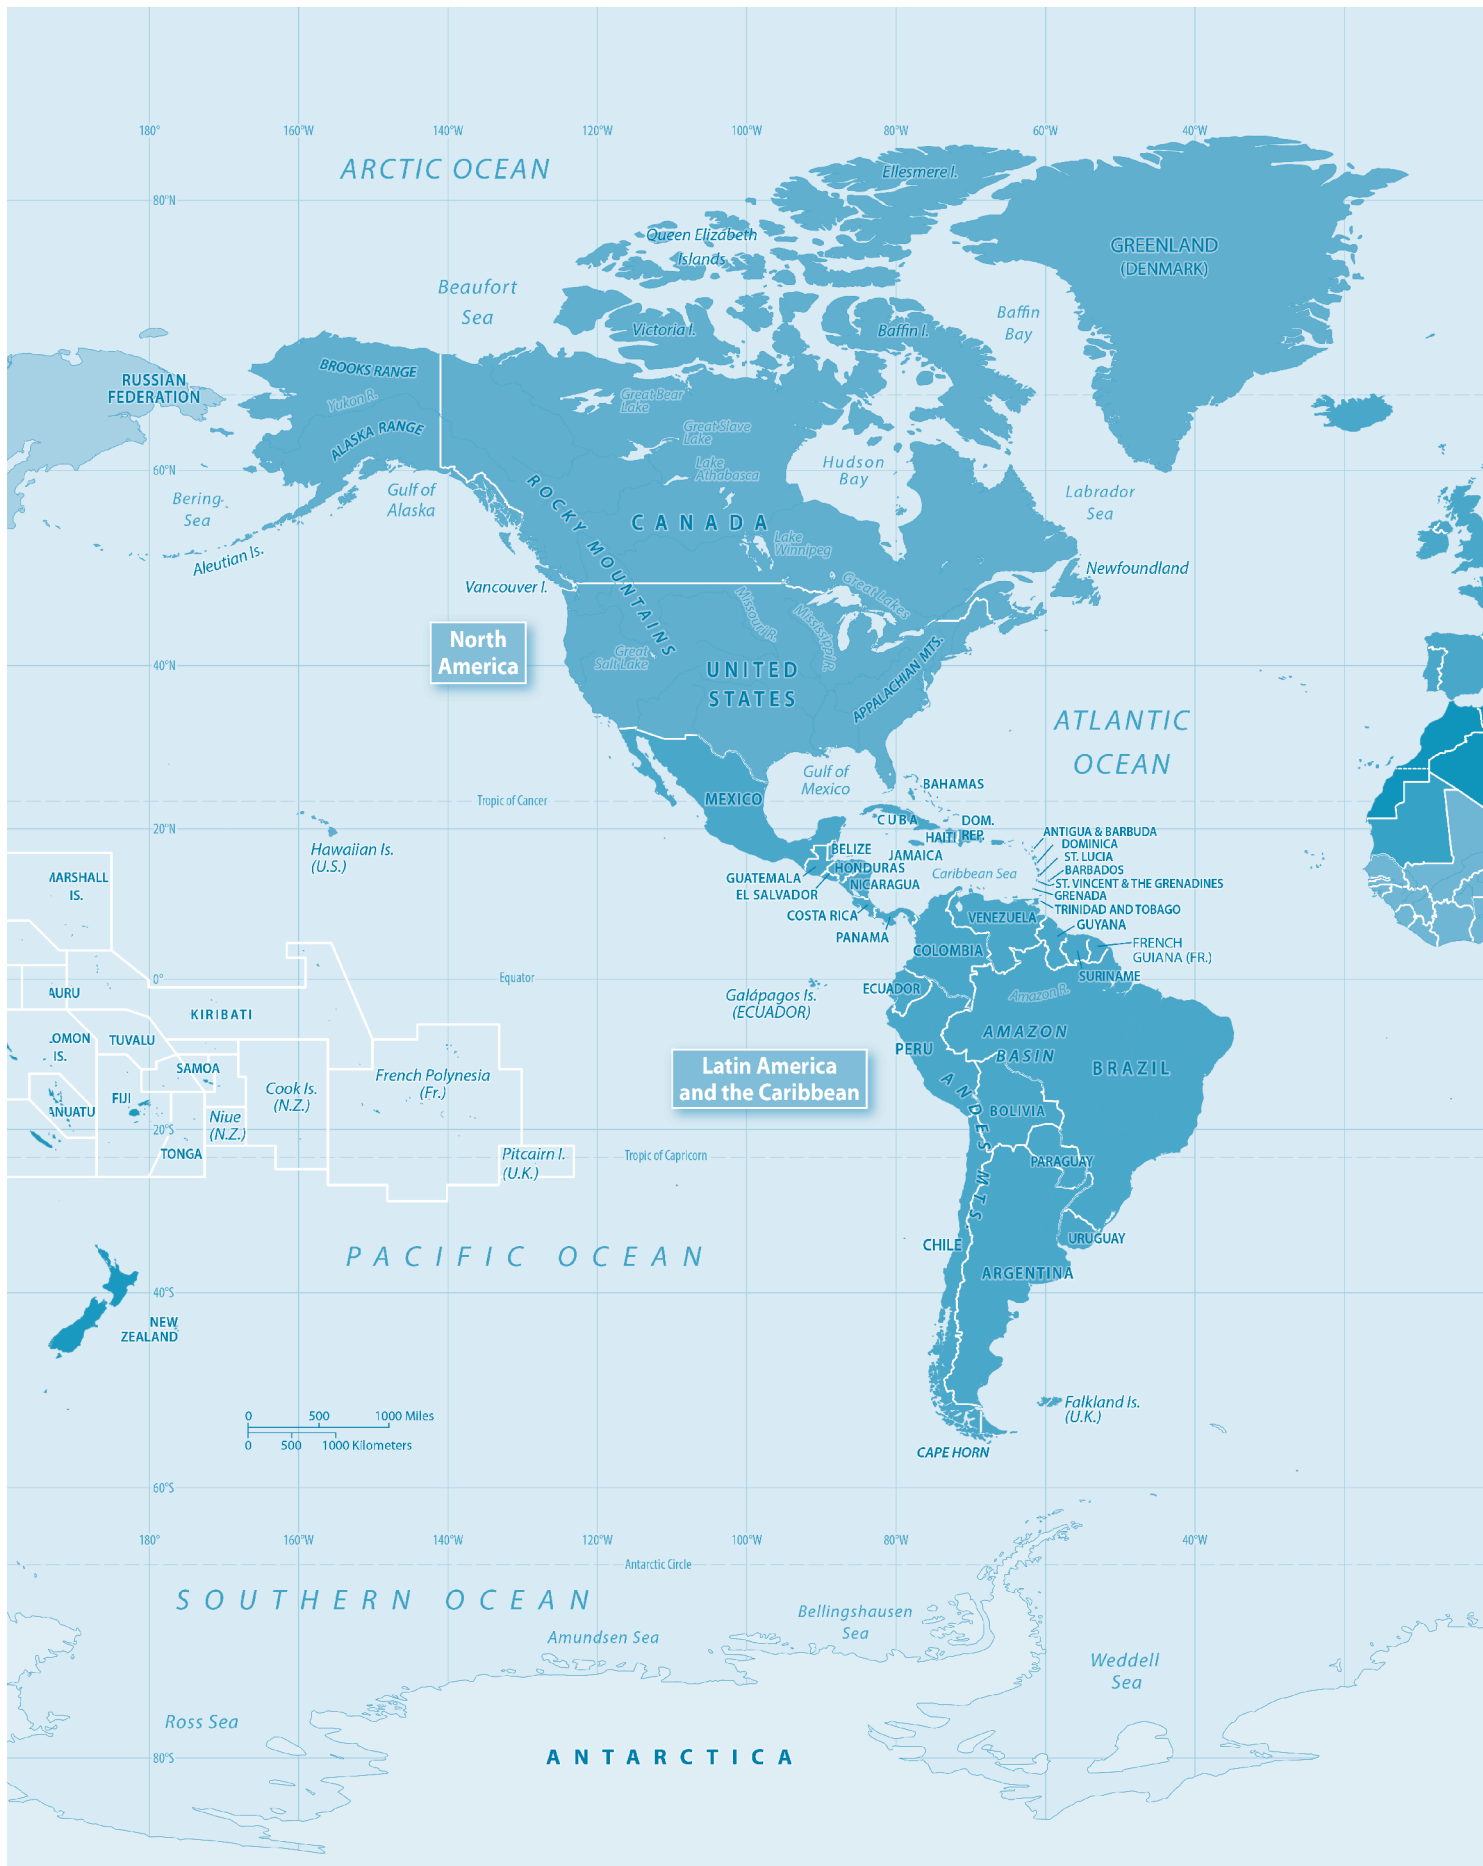 180°
160°W
140°W
120°W
100°W
80°W
60°W
40°W
ARCTIC OCEAN
Ellesmere I.
80°N
Queen Elizabeth
Islands
GREENLAND
(DENMARK)
Beaufort
Sea
Baffin
Bay
Victoria I.
Baffin I.
BROOKS RANGE
RUSSIAN
FEDERATION
Yukon R.
Great Bear
Lake
ALASKA RANGE
Great Slave
Lake
60°N
Lake
Athabasca
Hudson
Bay
Bering
Sea
Gulf of
Alaska
Labrador
Sea
ROCKY MOUNTAINS
CANADA
Lake
Winnipeg
Aleutian Is.
Newfoundland
Vancouver I.
Great Lakes
Missouri R.
Mississippi R.
North
America
Great
Salt Lake
40°N
UNITED
STATES
APPALACHIAN MTS.
ATLANTIC
OCEAN
Gulf of
Mexico
BAHAMAS
Tropic of Cancer
MEXICO
20°N
CUBA
DOM.
REP.
HAITI
ANTIGUA & BARBUDA
DOMINICA
Hawaiian Is.
(U.S.)
BELIZE
JAMAICA
ST. LUCIA
HONDURAS
BARBADOS
Caribbean Sea
MARSHALL
IS.
GUATEMALA
NICARAGUA
ST. VINCENT & THE GRENADINES
EL SALVADOR
GRENADA
COSTA RICA
TRINIDAD AND TOBAGO
VENEZUELA
GUYANA
PANAMA
COLOMBIA
FRENCH
GUIANA (FR.)
0°
Equator
SURINAME
AURU
ECUADOR
Galápagos Is.
(ECUADOR)
Amazon R.
KIRIBATI
OMON
IS.
TUVALU
AMAZON
BASIN
PERU
BRAZIL
SAMOA
Latin America
and the Caribbean
French Polynesia
(Fr.)
Cook Is.
(N.Z.)
FIJI
ANDES MTS.
ANUATU
Niue
(N.Z.)
BOLIVIA
20°S
TONGA
Pitcairn I.
(U.K.)
Tropic of Capricorn
PARAGUAY
PACIFIC OCEAN
CHILE
URUGUAY
ARGENTINA
40°S
NEW
ZEALAND
Falkland Is.
(U.K.)
0 500 1000 Miles
0 500 1000 Kilometers
CAPE HORN
60°S
180°
160°W
140°W
120°W
100°W
80°W
40°W
Antarctic Circle
SOUTHERN OCEAN
Bellingshausen
Sea
Amundsen Sea
Weddell
Sea
Ross Sea
80°S
ANTARCTICA